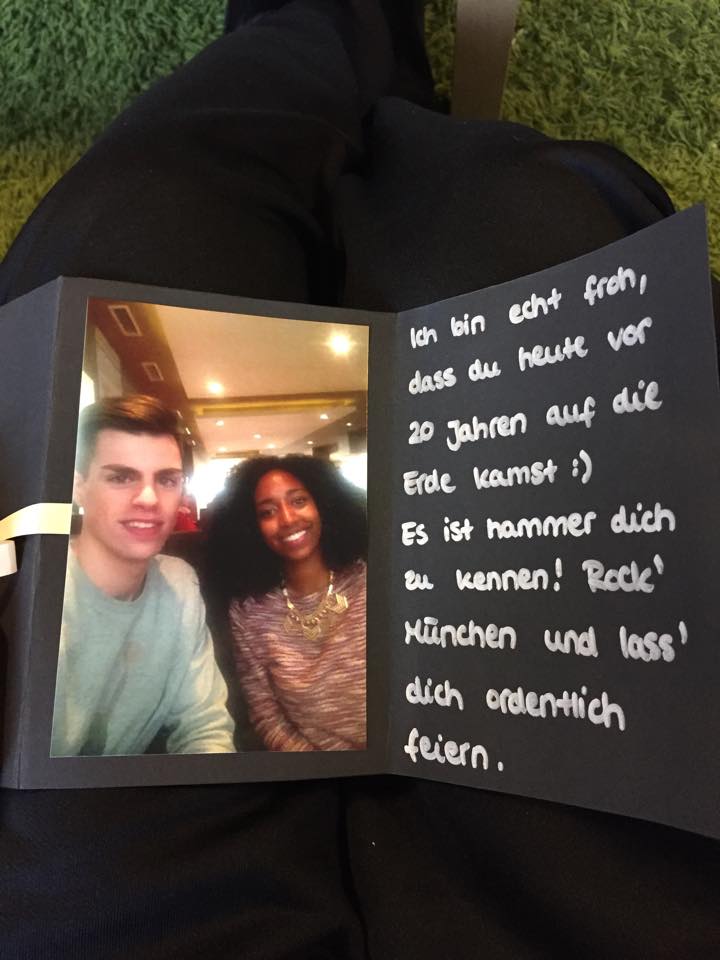 Ich bin echt froh,
dass du heute vor
20 Jahren auf die
Erde kamst :)
Es ist hammer dich
zu kennen! Rock'
München und lass'
dich ordentlich
feiern.